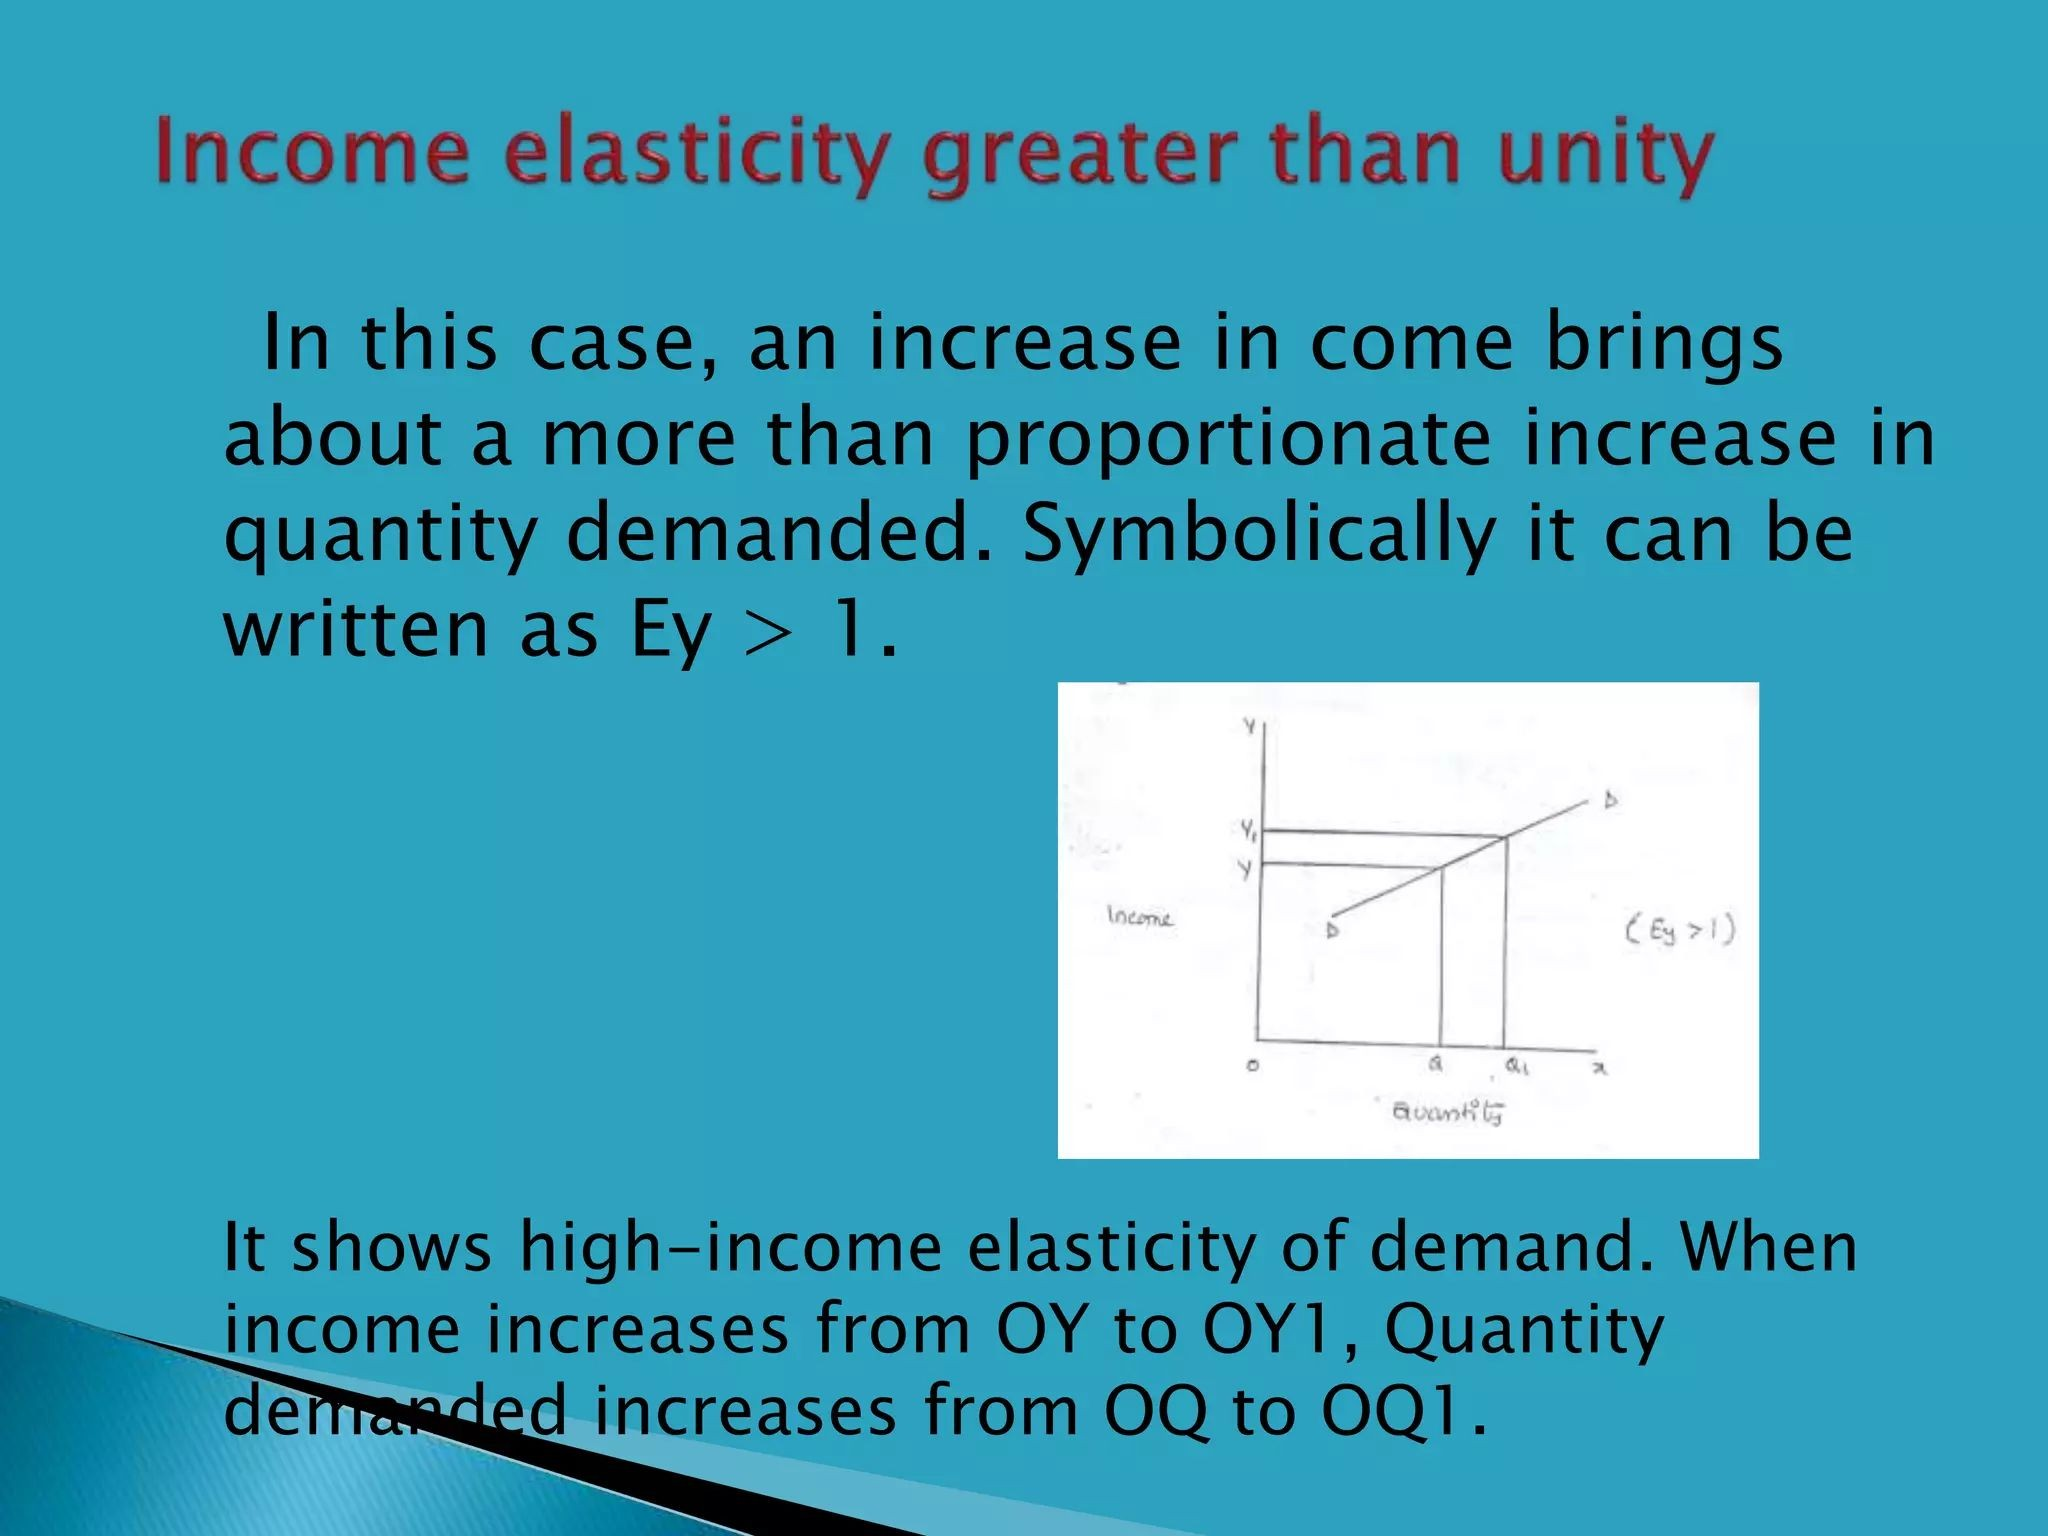 Income elasticity greater than unity
In this case, an increase in come brings
about a more than proportionate increase in
quantity demanded. Symbolically it can be
written as Ey > 1.
Y
D
Y1
Y
Income
D
( Ey > 1 )
O
Q
Q1
x
Quantity
It shows high-income elasticity of demand. When
income increases from OY to OY1, Quantity
demanded increases from OQ to OQ1.